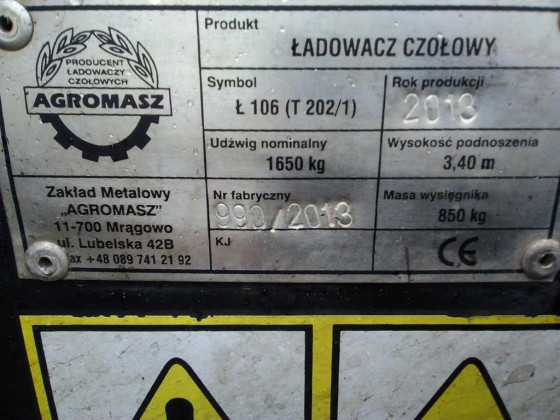 PRODUCENT
ŁADOWACZY
CZOŁOWYCH
AGROMASZ
Zakład Metalowy
„AGROMASZ"
11-700 Mrągowo
ul. Lubelska 42B
fax +48 089 741 21 92
Produkt
ŁADOWACZ CZOŁOWY
Symbol
Ł 106 (T 202/1)
Rok produkcji
2013
Udźwig nominalny
1650 kg
Wysokość podnoszenia
3,40 m
Nr fabryczny
990/2013
Masa wysięgnika
850 kg
KJ
CE